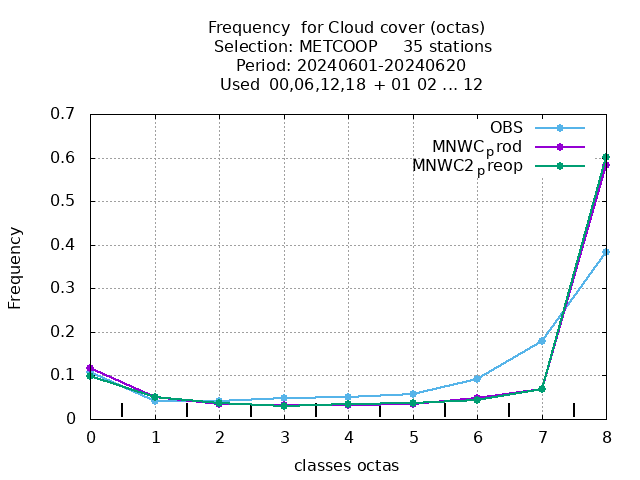 Frequency for Cloud cover (octas)
Selection: METCOOP 35 stations
Period: 20240601-20240620
Used 00,06,12,18 + 01 02 ... 12
0.7
0.6
0.5
0.4
0.3
0.2
0.1
0
Frequency
OBS
MNWCprod
MNWC2preop
0 1 2 3 4 5 6 7 8
classes octas